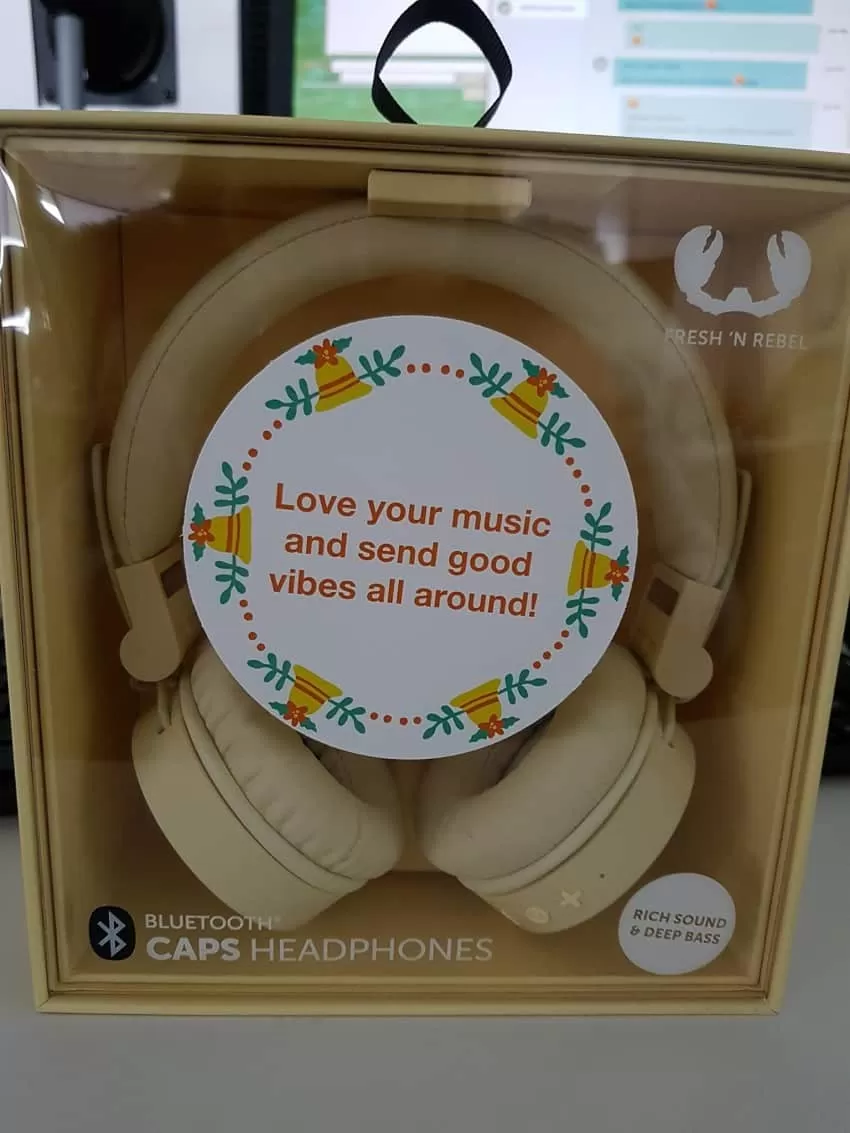 FRESH 'N REBEL
Love your music
and send good
vibes all around!
BLUETOOTH®
CAPS HEADPHONES
RICH SOUND
& DEEP BASS